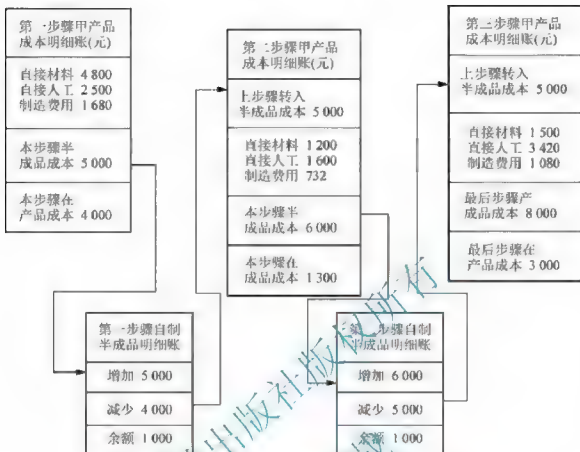 第一步骤甲产品
成本明细账(元)
直接材料 4 800
直接人工 2 500
制造费用 1 680
本步骤半
成品成本 5 000
本步骤在
产品成本 4 000
第二步骤甲产品
成本明细账(元)
上步骤转入
半成品成本 5 000
直接材料 1 200
直接人工 1 600
制造费用 732
本步骤半
成品成本 6 000
本步骤在
成品成本 1 300
第三步骤甲产品
成本明细账(元)
上步骤转入
半成品成本 5 000
直接材料 1 500
直接人工 3 420
制造费用 1 080
最后步骤产
成品成本 8 000
最后步骤在
产品成本 3 000
第一步骤自制
半成品明细账
增加 5 000
减少 4 000
余额 1 000
第 步骤自制
半成品明细账
增加 6 000
减少 5 000
余额 1 000
出版社版权所有